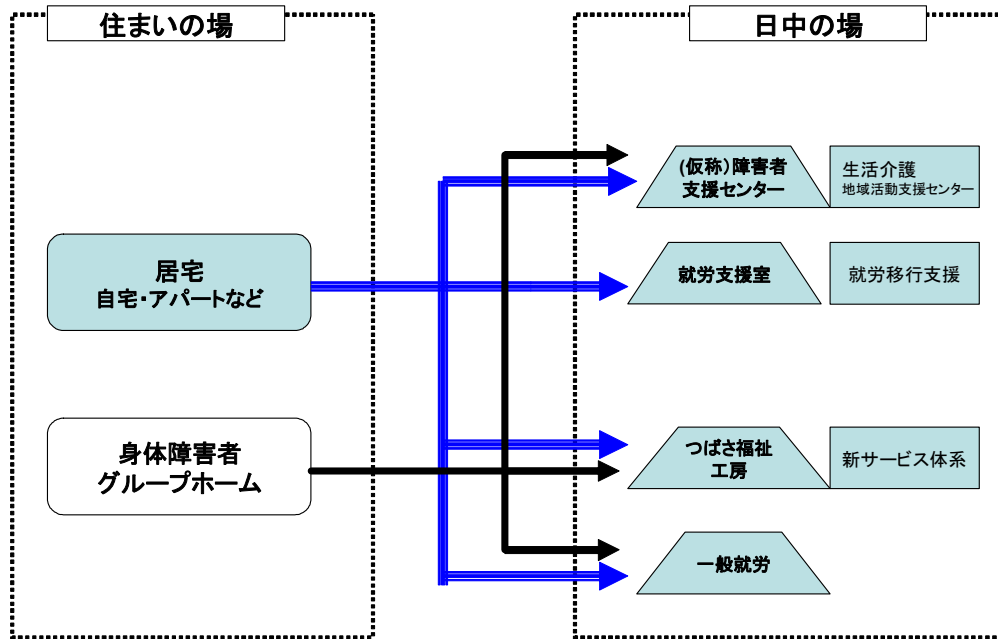 住まいの場
日中の場
(仮称)障害者
支援センター
生活介護
地域活動支援センター
居宅
自宅・アパートなど
就労支援室
就労移行支援
身体障害者
グループホーム
つばさ福祉
工房
新サービス体系
一般就労